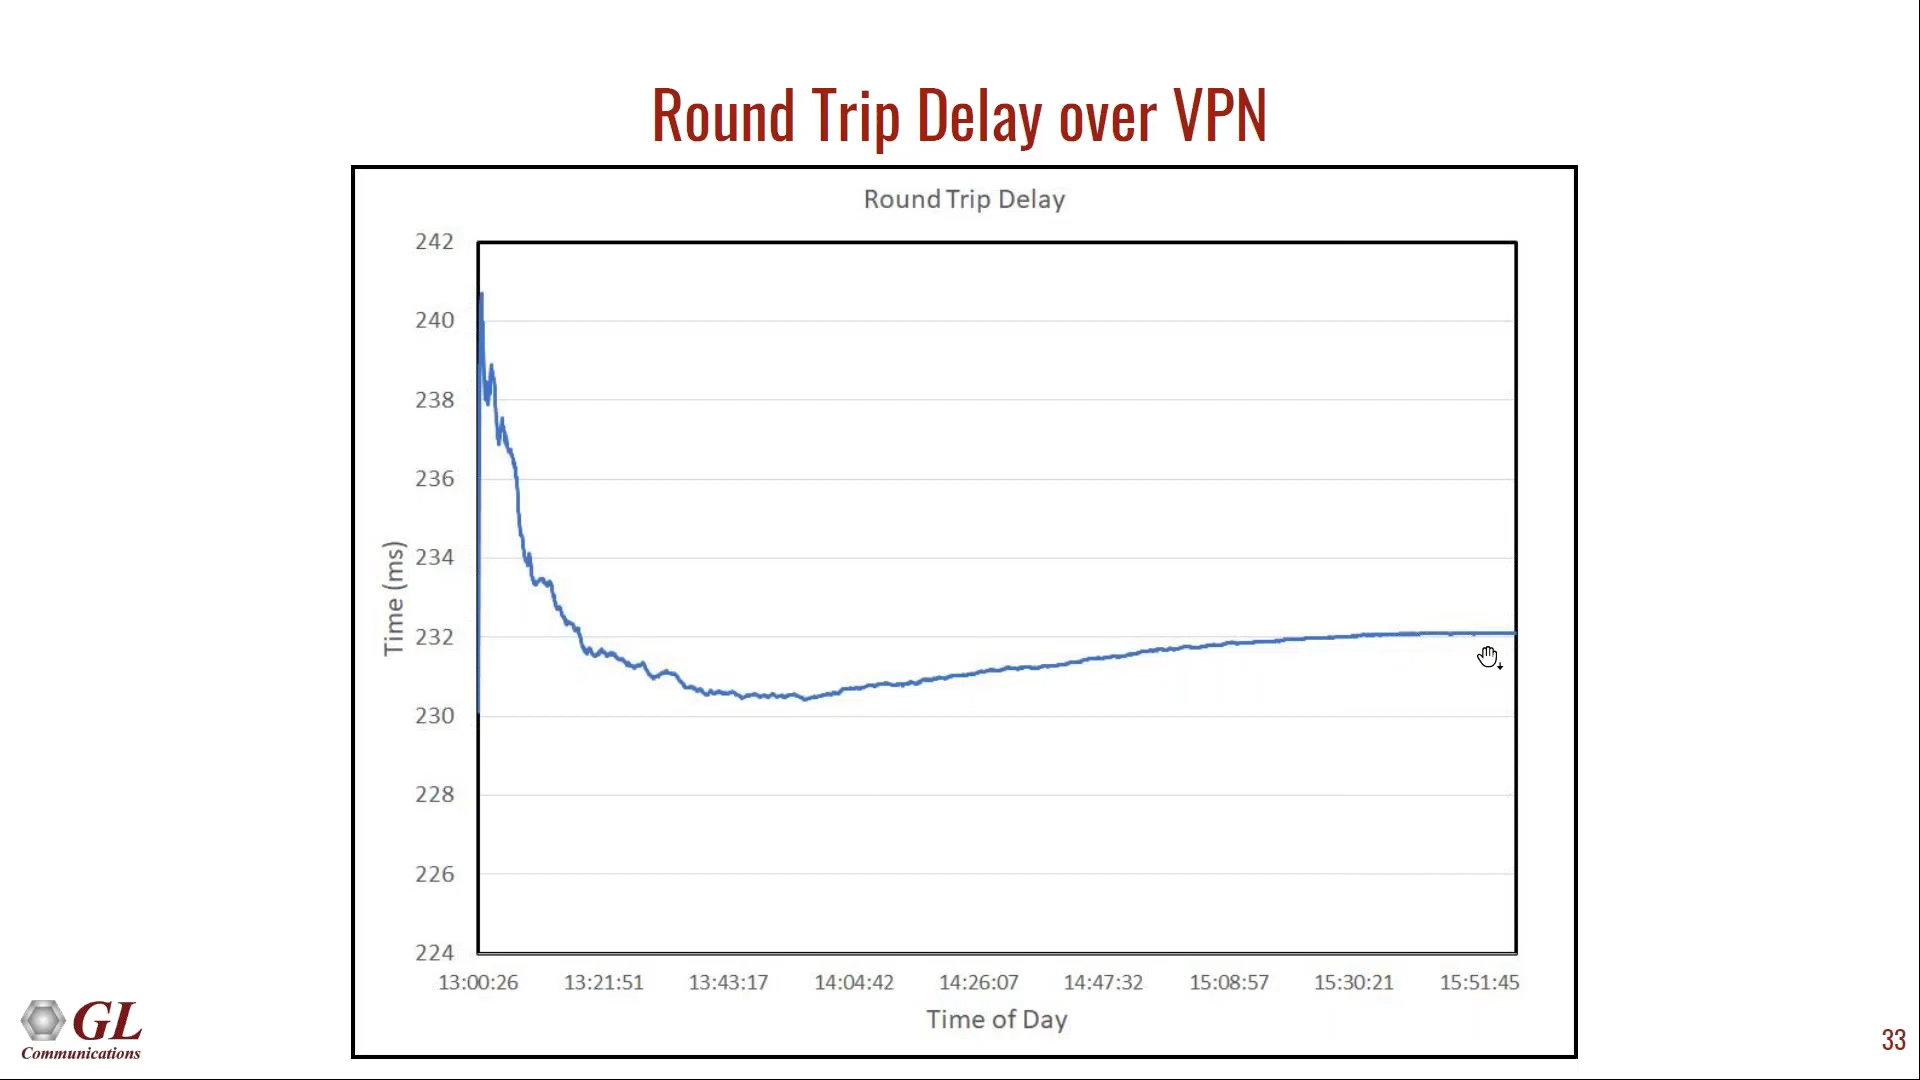 Round Trip Delay over VPN
Round Trip Delay
242
240
238
236
234
232
230
228
226
224
Time (ms)
13:00:26 13:21:51 13:43:17 14:04:42 14:26:07 14:47:32 15:08:57 15:30:21 15:51:45
Time of Day
GL
Communications
33